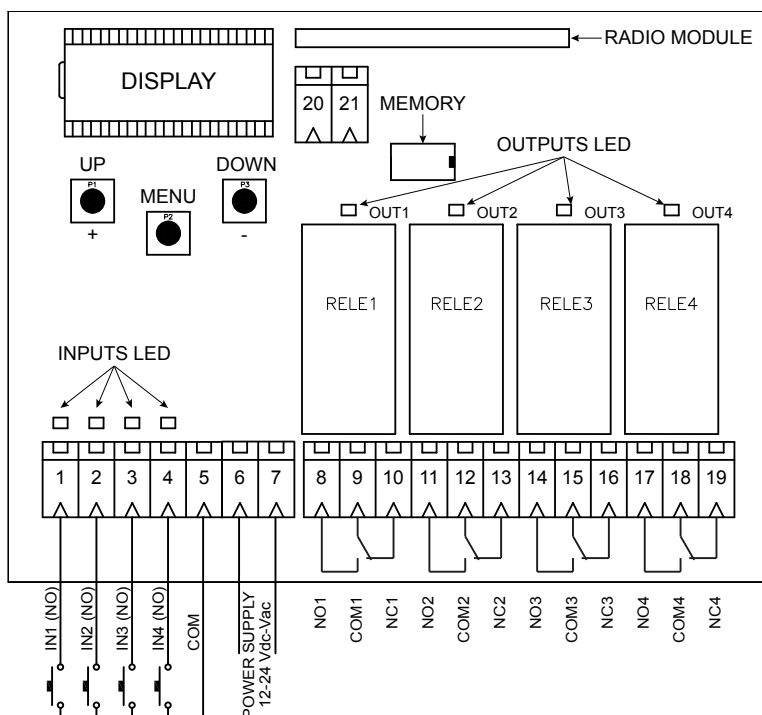 RADIO MODULE
DISPLAY
20 21
MEMORY
OUTPUTS LED
UP
DOWN
MENU
P1
P2
P3
+
-
OUT1
OUT2
OUT3
OUT4
RELE1
RELE2
RELE3
RELE4
INPUTS LED
1 2 3 4 5 6 7
8 9 10 11 12 13 14 15 16 17 18 19
IN1 (NO)
IN2 (NO)
IN3 (NO)
IN4 (NO)
COM
POWER SUPPLY
12-24 Vdc-Vac
NO1
COM1
NC1
NO2
COM2
NC2
NO3
COM3
NC3
NO4
COM4
NC4